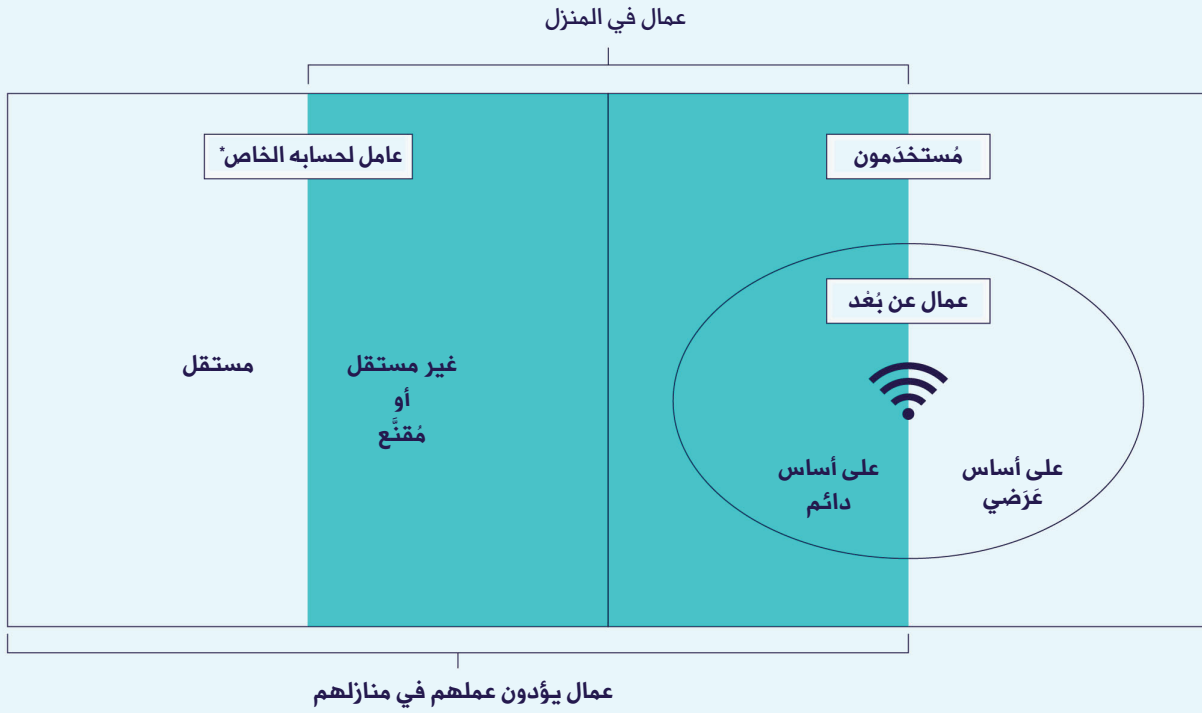 عمال في المنزل
مُستخدَمون
عامل لحسابه الخاص*
عمال عن بُعْد
مستقل
غير مستقل
أو
مُقنَّع
على أساس
عَرَضي
على أساس
دائم
عمال يؤدون عملهم في منازلهم